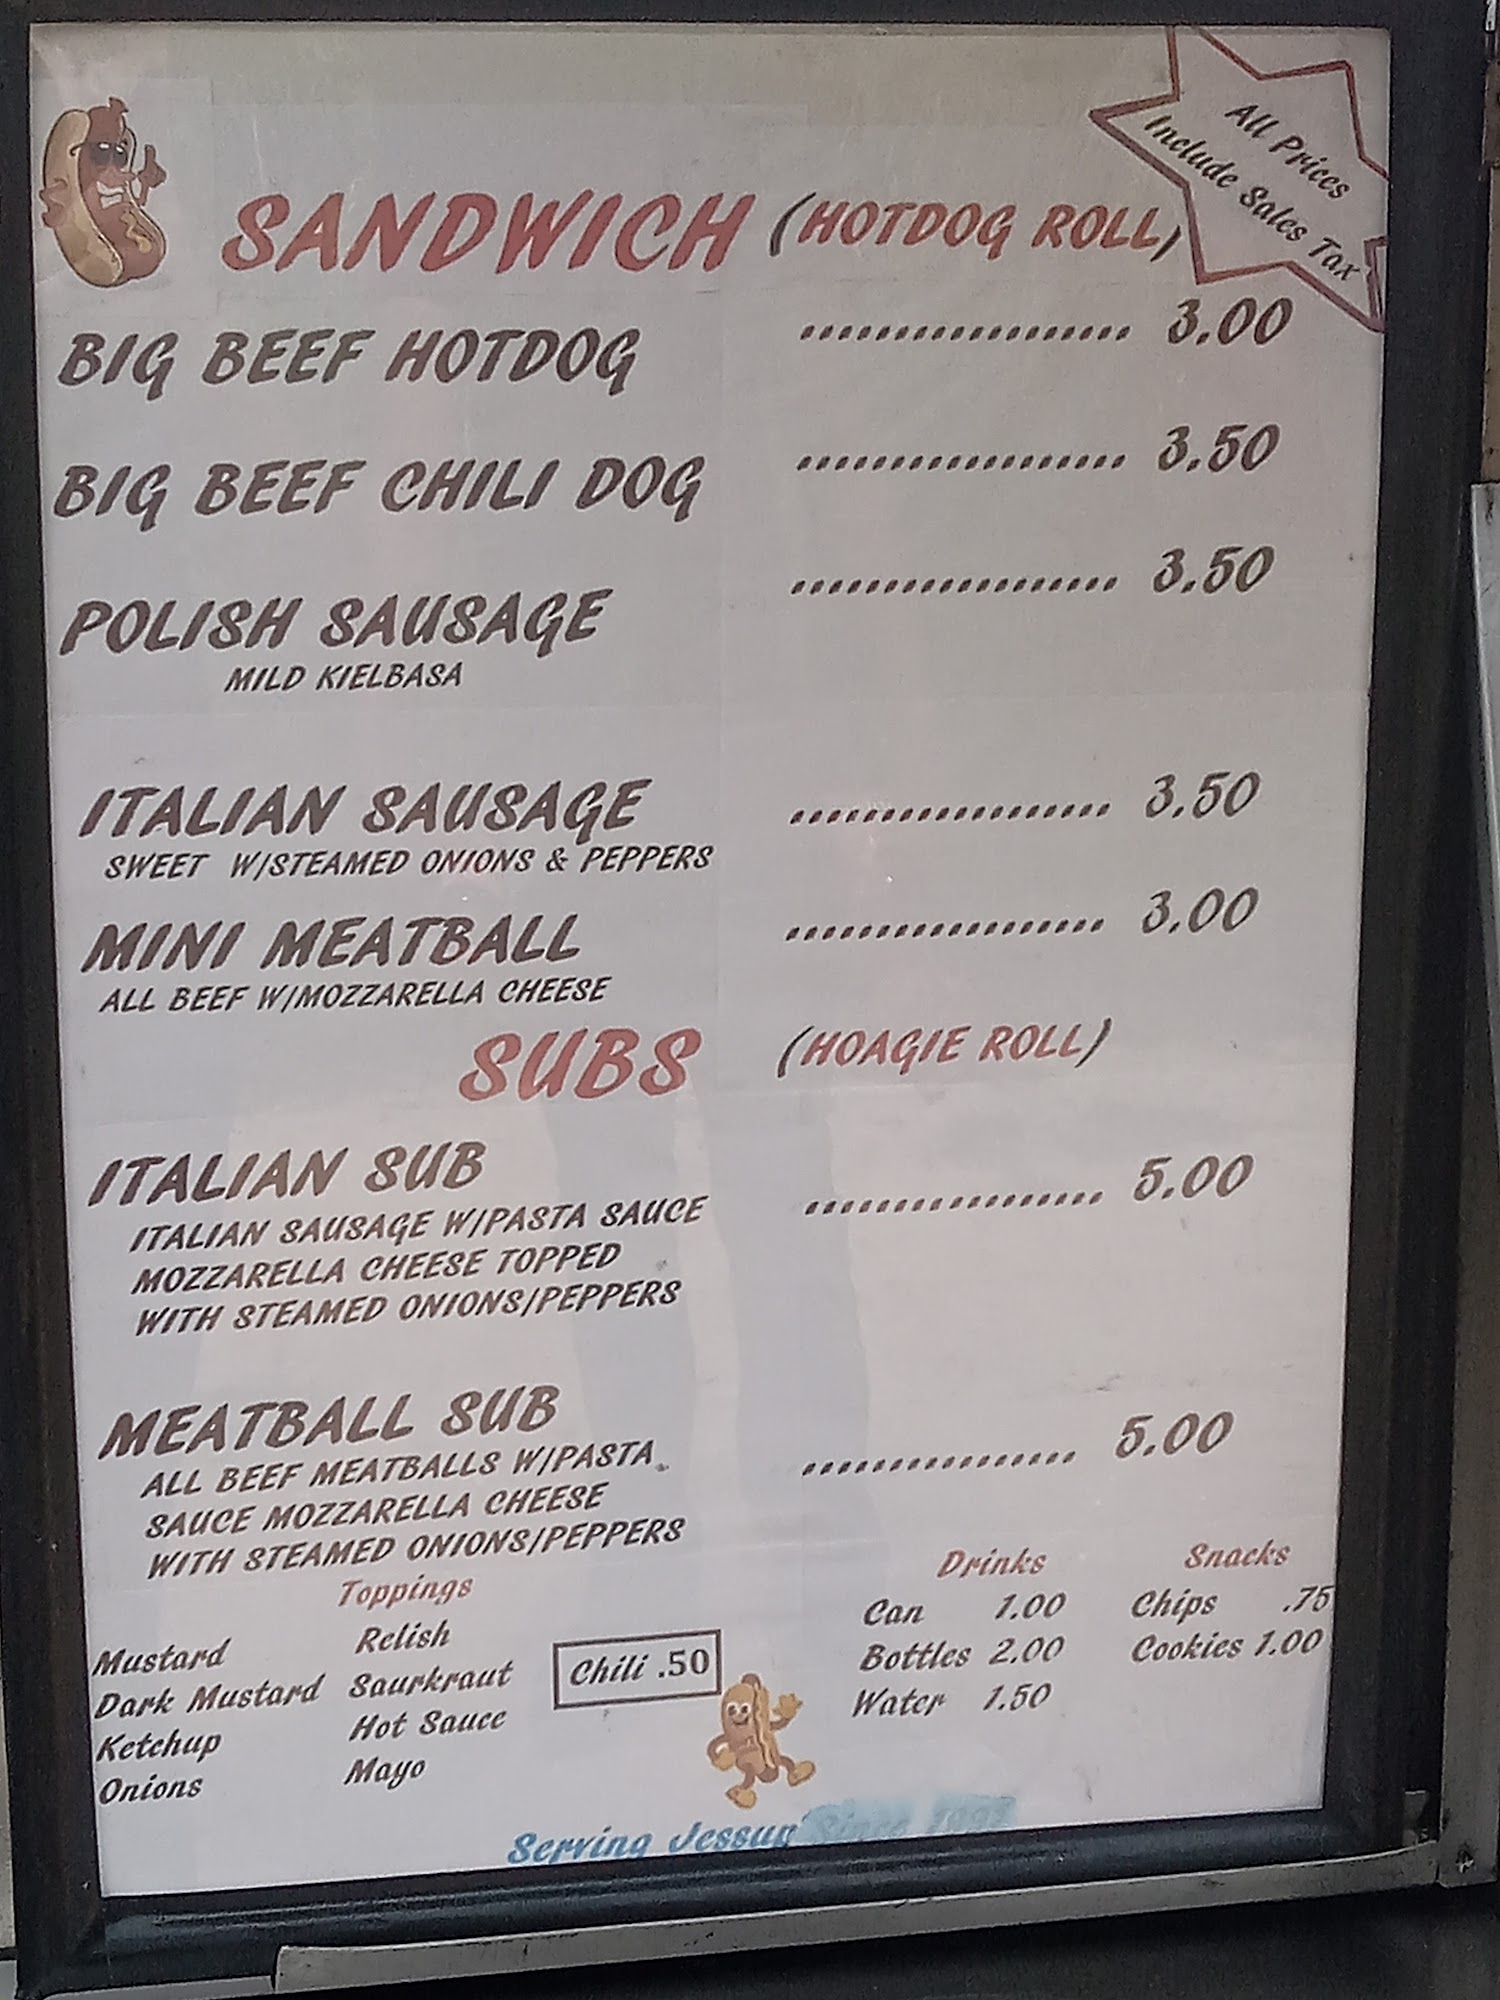 All Prices
Include Sales Tax
SANDWICH (HOTDOG ROLL)
BIG BEEF HOTDOG .................. 3.00
BIG BEEF CHILI DOG .................. 3.50
POLISH SAUSAGE .................. 3.50
MILD KIELBASA
ITALIAN SAUSAGE .................. 3.50
SWEET W/STEAMED ONIONS & PEPPERS
MINI MEATBALL .................. 3.00
ALL BEEF W/MOZZARELLA CHEESE
SUBS (HOAGIE ROLL)
ITALIAN SUB ................. 5.00
ITALIAN SAUSAGE W/PASTA SAUCE
MOZZARELLA CHEESE TOPPED
WITH STEAMED ONIONS/PEPPERS
MEATBALL SUB ................ 5.00
ALL BEEF MEATBALLS W/PASTA
SAUCE MOZZARELLA CHEESE
WITH STEAMED ONIONS/PEPPERS
Toppings
Mustard Relish
Dark Mustard Saurkraut
Ketchup Hot Sauce
Onions Mayo
Chili .50
Drinks
Can 1.00
Bottles 2.00
Water 1.50
Snacks
Chips .75
Cookies 1.00
Serving Jessup Since